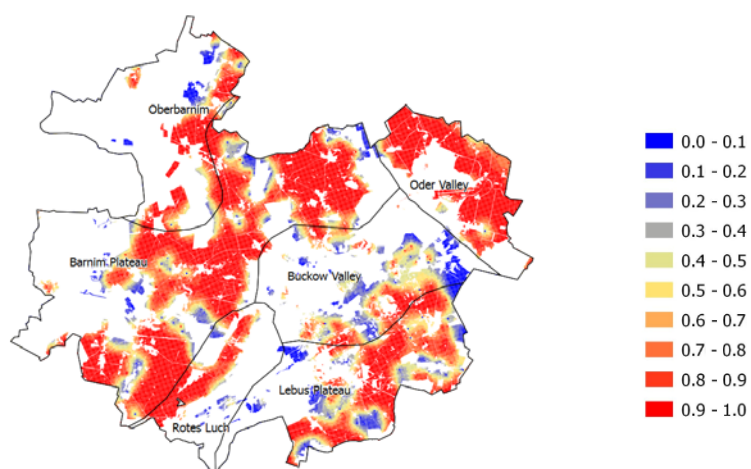 Oberbarnim
Oder Valley
Barnim Plateau
Buckow Valley
Lebus Plateau
Rotes Luch
0.0 - 0.1
0.1 - 0.2
0.2 - 0.3
0.3 - 0.4
0.4 - 0.5
0.5 - 0.6
0.6 - 0.7
0.7 - 0.8
0.8 - 0.9
0.9 - 1.0